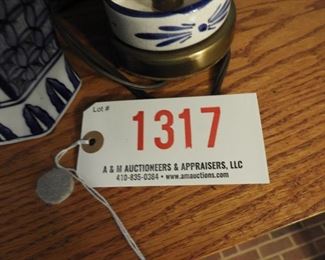 Lot #
1317
A & M AUCTIONEERS & APPRAISERS, LLC
410-835-0384 • www.amauctions.com